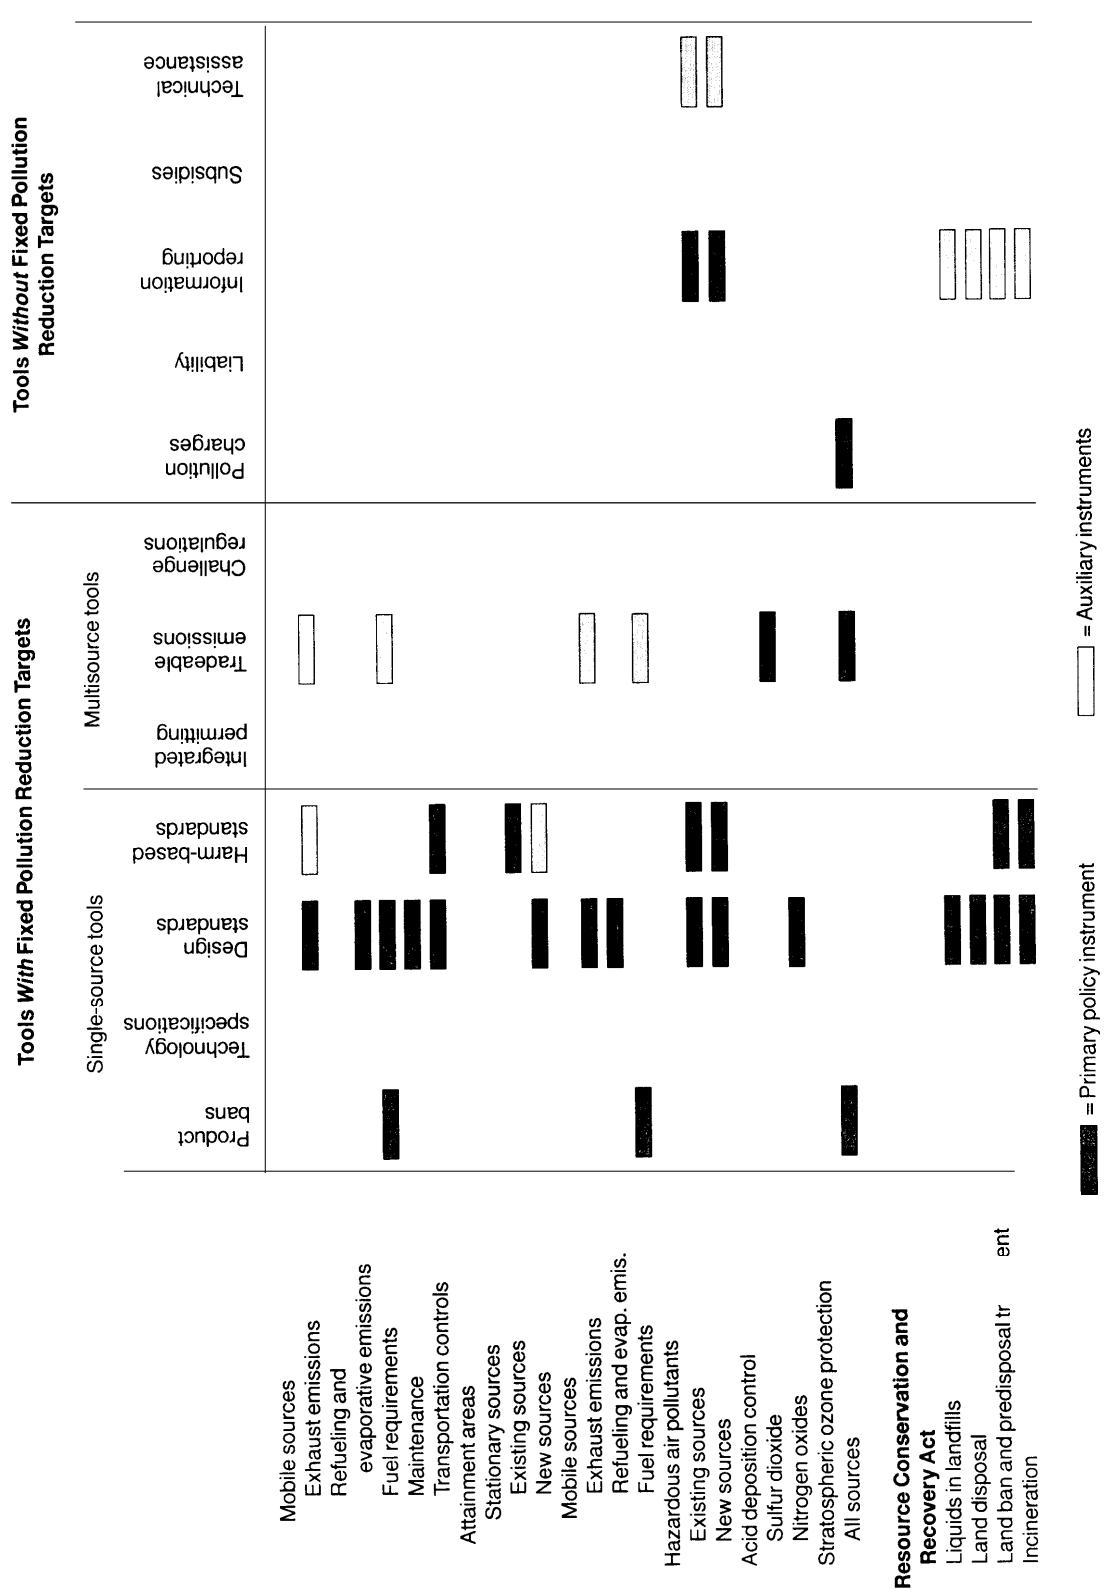 Tools With Fixed Pollution Reduction Targets
Tools Without Fixed Pollution
Reduction Targets
Single-source tools
Multisource tools
Product
bans
Technology
specifications
Design
standards
Harm-based
standards
Integrated
permitting
Tradeable
emissions
Challenge
regulations
Pollution
charges
Liability
Information
reporting
Subsidies
Technical
assistance
Mobile sources
Exhaust emissions
Refueling and
evaporative emissions
Fuel requirements
Maintenance
Transportation controls
Attainment areas
Stationary sources
Existing sources
New sources
Mobile sources
Exhaust emissions
Refueling and evap. emis.
Fuel requirements
Hazardous air pollutants
Existing sources
New sources
Acid deposition control
Sulfur dioxide
Nitrogen oxides
Stratospheric ozone protection
All sources
Resource Conservation and
Recovery Act
Liquids in landfills
Land disposal
Land ban and predisposal tr ent
Incineration
= Primary policy instrument
= Auxiliary instruments